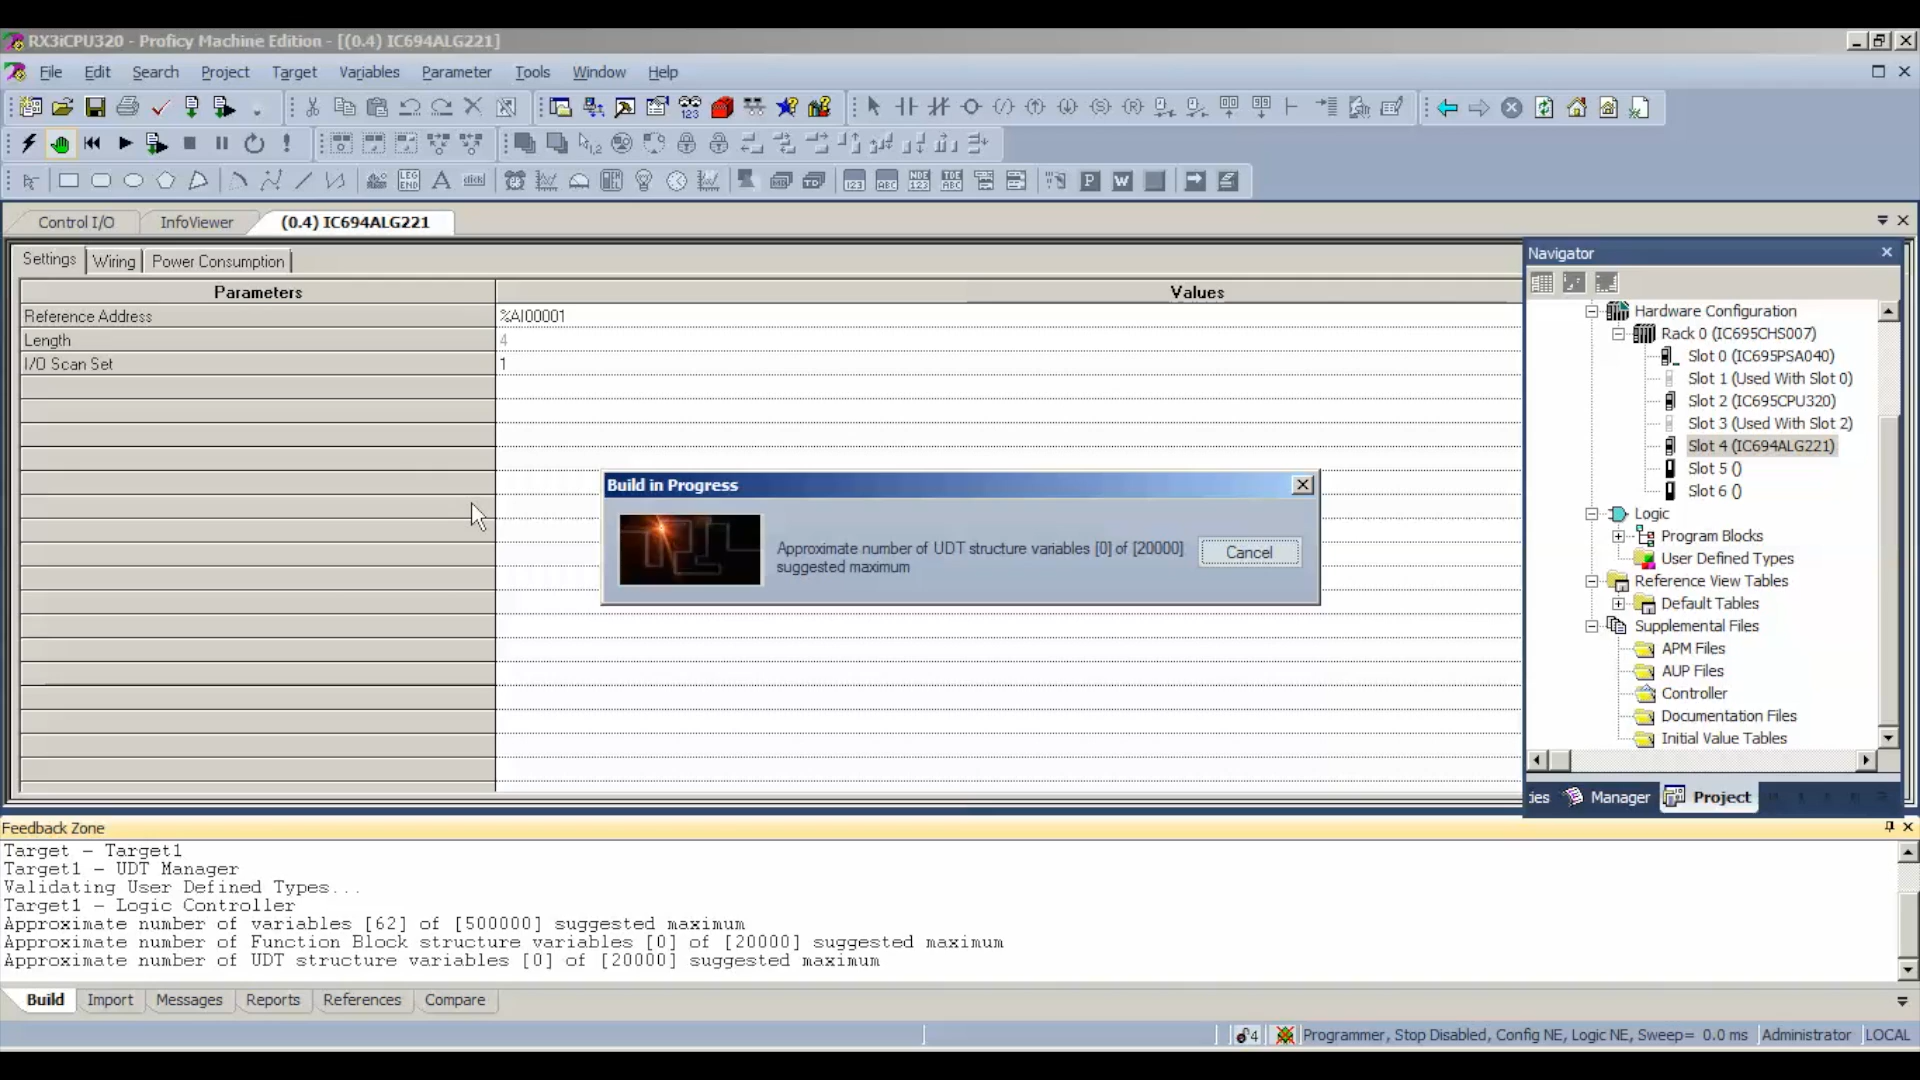 RX3iCPU320 - Proficy Machine Edition - [(0.4) IC694ALG221]
File Edit Search Project Target Variables Parameter Tools Window Help
Control I/O InfoViewer (0.4) IC694ALG221
Settings Wiring Power Consumption
Parameters Values
Reference Address %AI00001
Length 4
I/O Scan Set 1
Build in Progress
Approximate number of UDT structure variables [0] of [20000]
suggested maximum
Cancel
Navigator
Hardware Configuration
Rack 0 (IC695CHS007)
Slot 0 (IC695PSA040)
Slot 1 (Used With Slot 0)
Slot 2 (IC695CPU320)
Slot 3 (Used With Slot 2)
Slot 4 (IC694ALG221)
Slot 5 ()
Slot 6 ()
Logic
Program Blocks
User Defined Types
Reference View Tables
Default Tables
Supplemental Files
APM Files
AUP Files
Controller
Documentation Files
Initial Value Tables
ies Manager Project
Feedback Zone
Target - Target1
Target1 - UDT Manager
Validating User Defined Types...
Target1 - Logic Controller
Approximate number of variables [62] of [500000] suggested maximum
Approximate number of Function Block structure variables [0] of [20000] suggested maximum
Approximate number of UDT structure variables [0] of [20000] suggested maximum
Build Import Messages Reports References Compare
4 Programmer, Stop Disabled, Config NE, Logic NE, Sweep= 0.0 ms Administrator LOCAL